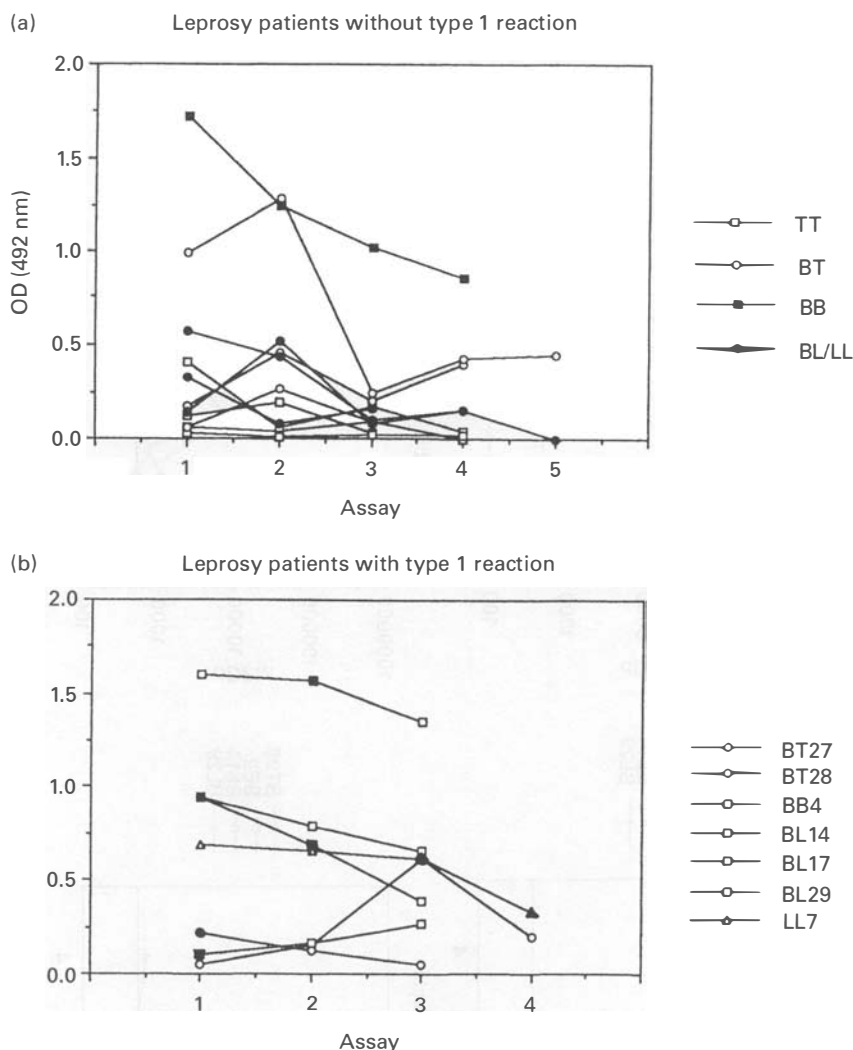 (a) Leprosy patients without type 1 reaction
2.0
1.5
1.0
0.5
0.0
OD (492 nm)
1 2 3 4 5
Assay
TT
BT
BB
BL/LL
(b) Leprosy patients with type 1 reaction
2.0
1.5
1.0
0.5
0.0
1 2 3 4
Assay
BT27
BT28
BB4
BL14
BL17
BL29
LL7